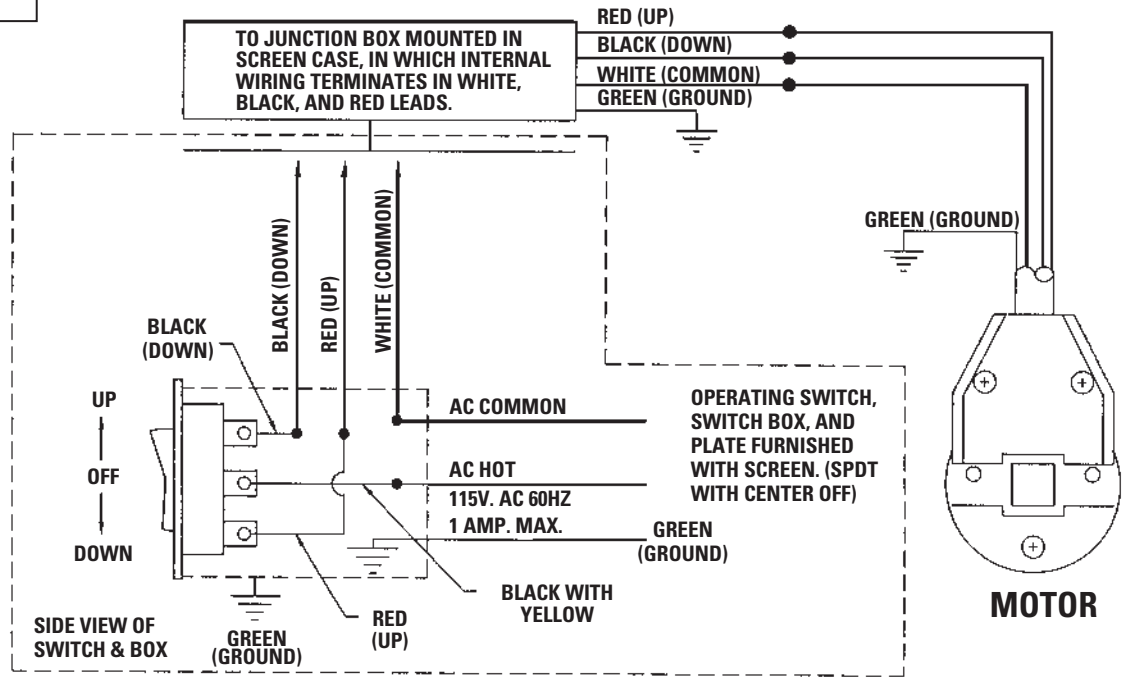 TO JUNCTION BOX MOUNTED IN
SCREEN CASE, IN WHICH INTERNAL
WIRING TERMINATES IN WHITE,
BLACK, AND RED LEADS.
RED (UP)
BLACK (DOWN)
WHITE (COMMON)
GREEN (GROUND)
GREEN (GROUND)
BLACK (DOWN)
RED (UP)
WHITE (COMMON)
BLACK
(DOWN)
UP
OFF
DOWN
AC COMMON
AC HOT
115V. AC 60HZ
1 AMP. MAX.
GREEN
(GROUND)
OPERATING SWITCH,
SWITCH BOX, AND
PLATE FURNISHED
WITH SCREEN. (SPDT
WITH CENTER OFF)
BLACK WITH
YELLOW
RED
(UP)
GREEN
(GROUND)
SIDE VIEW OF
SWITCH & BOX
MOTOR